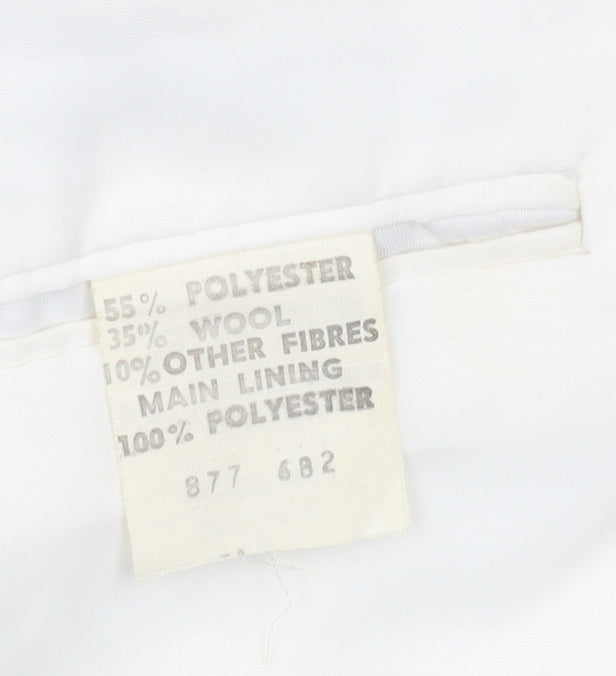 55% POLYESTER
35% WOOL
10% OTHER FIBRES
MAIN LINING
100% POLYESTER
877 682